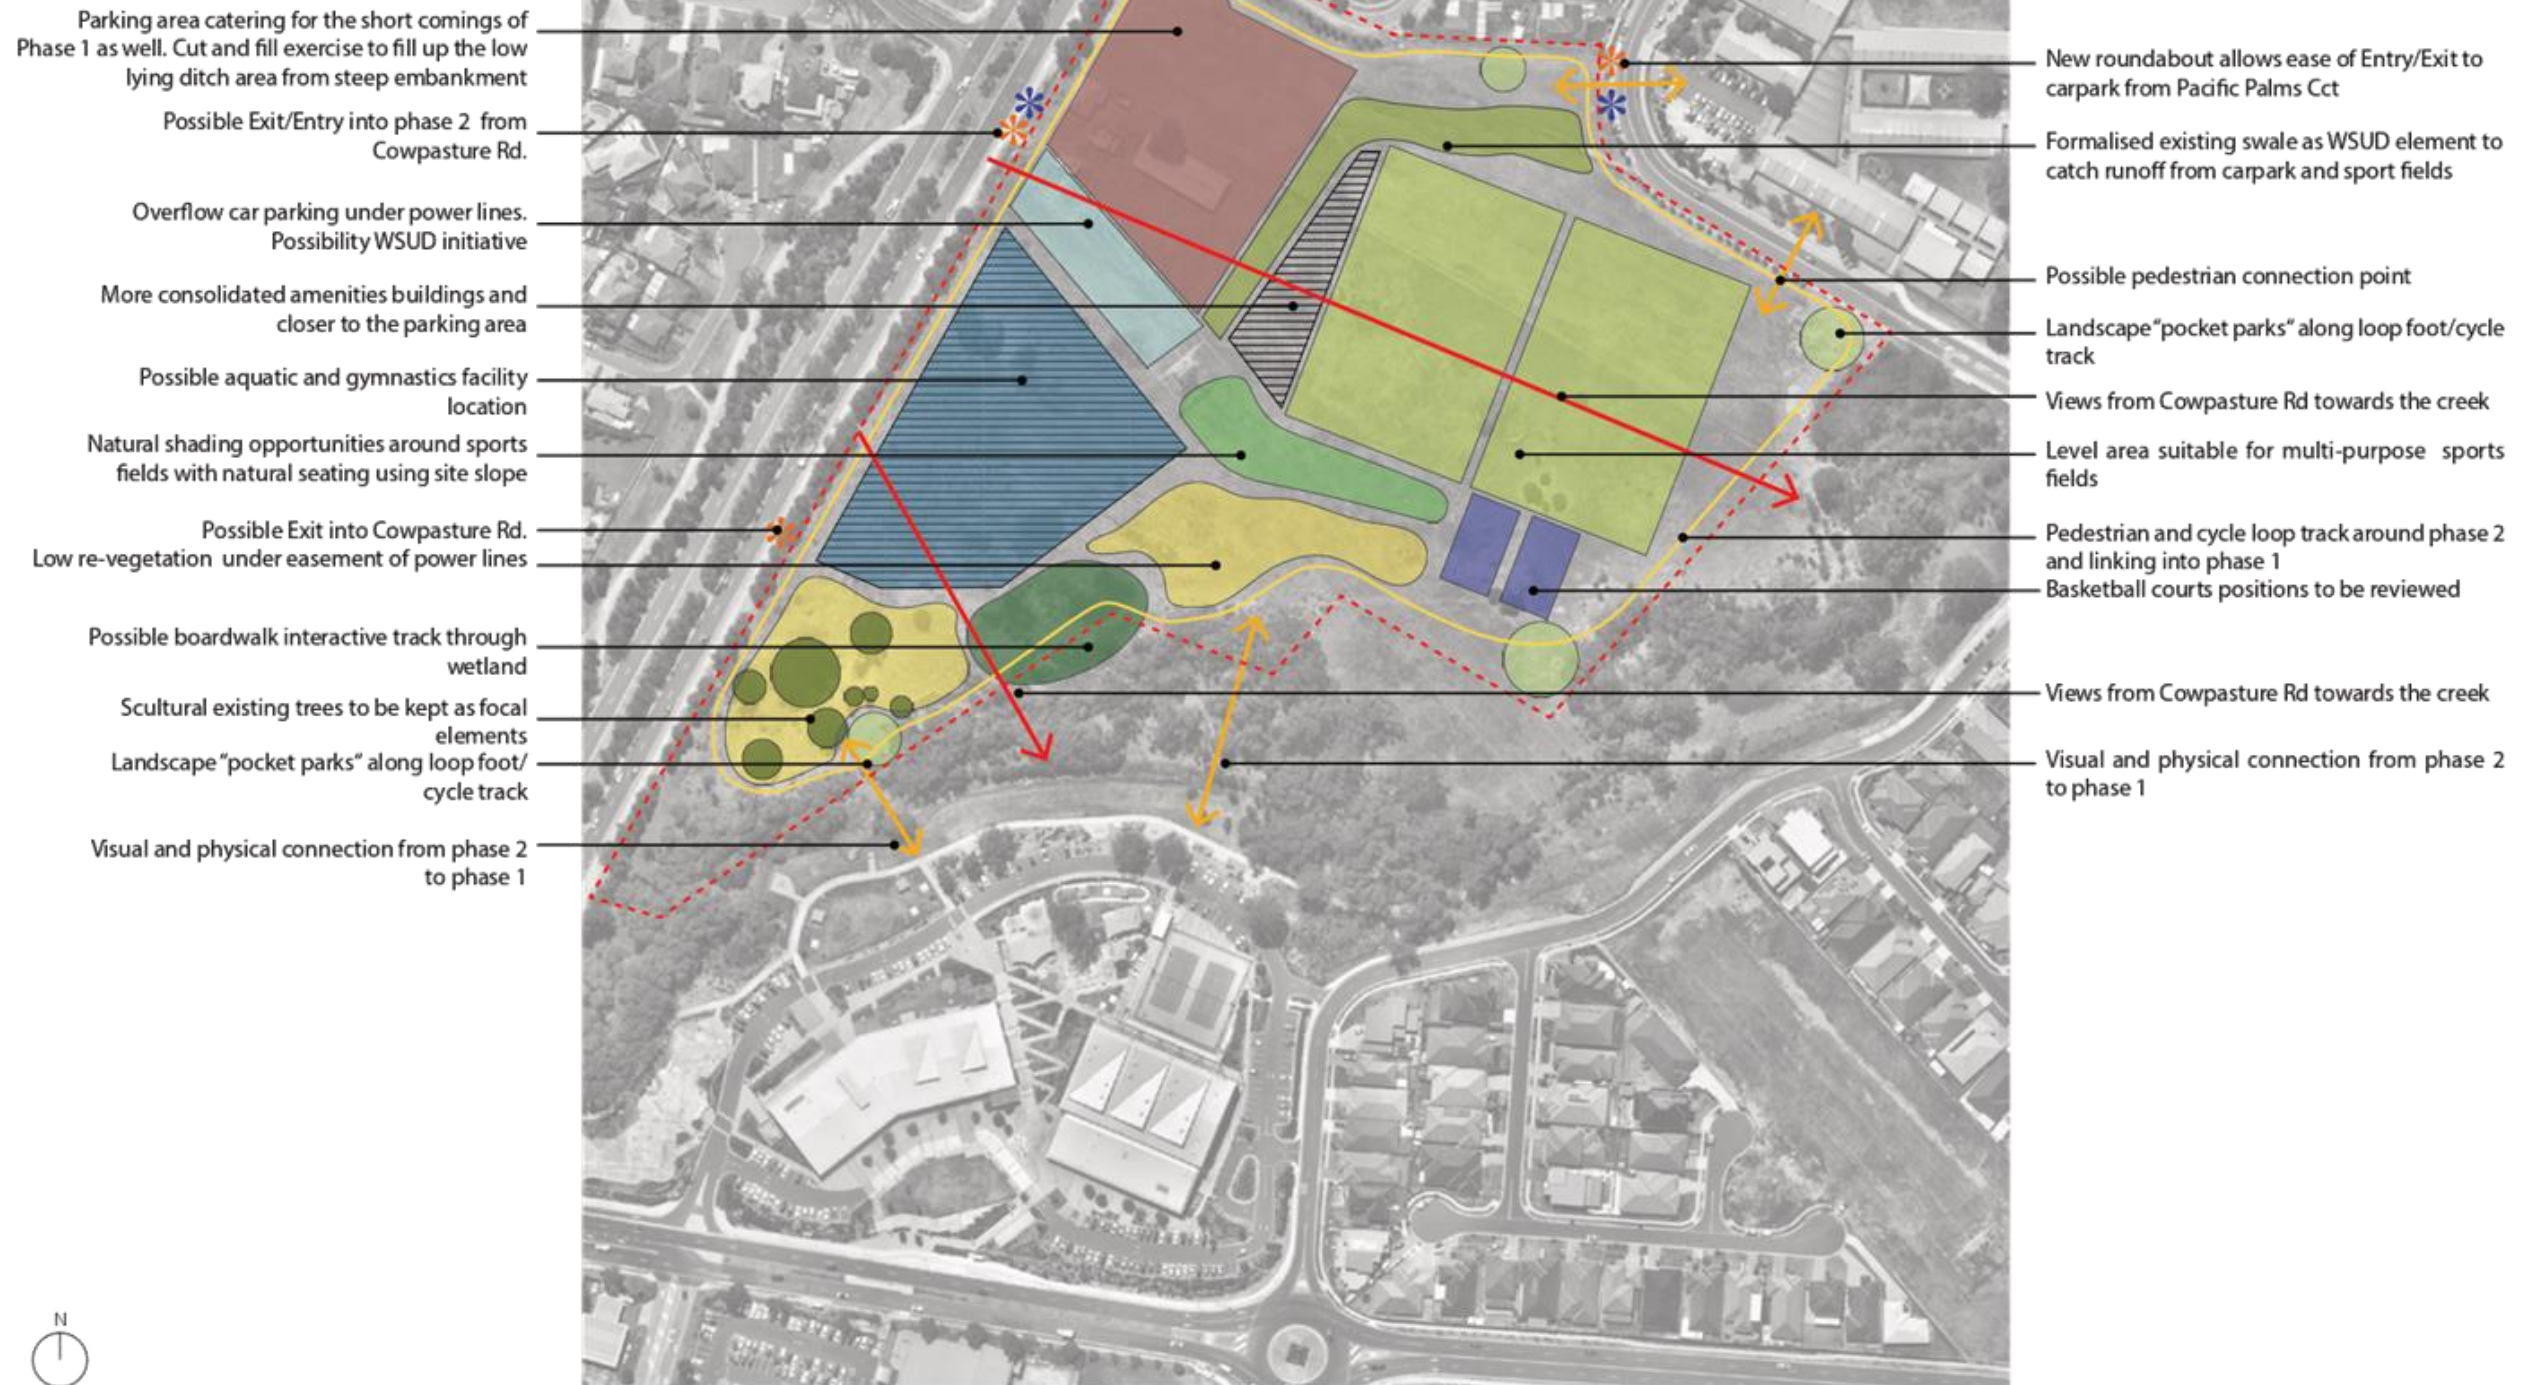 Parking area catering for the short comings of
Phase 1 as well. Cut and fill exercise to fill up the low
lying ditch area from steep embankment
Possible Exit/Entry into phase 2 from
Cowpasture Rd.
Overflow car parking under power lines.
Possibility WSUD initiative
More consolidated amenities buildings and
closer to the parking area
Possible aquatic and gymnastics facility
location
Natural shading opportunities around sports
fields with natural seating using site slope
Possible Exit into Cowpasture Rd.
Low re-vegetation under easement of power lines
Possible boardwalk interactive track through
wetland
Scultural existing trees to be kept as focal
elements
Landscape "pocket parks" along loop foot/
cycle track
Visual and physical connection from phase 2
to phase 1
N
New roundabout allows ease of Entry/Exit to
carpark from Pacific Palms Cct
Formalised existing swale as WSUD element to
catch runoff from carpark and sport fields
Possible pedestrian connection point
Landscape "pocket parks" along loop foot/cycle
track
Views from Cowpasture Rd towards the creek
Level area suitable for multi-purpose sports
fields
Pedestrian and cycle loop track around phase 2
and linking into phase 1
Basketball courts positions to be reviewed
Views from Cowpasture Rd towards the creek
Visual and physical connection from phase 2
to phase 1